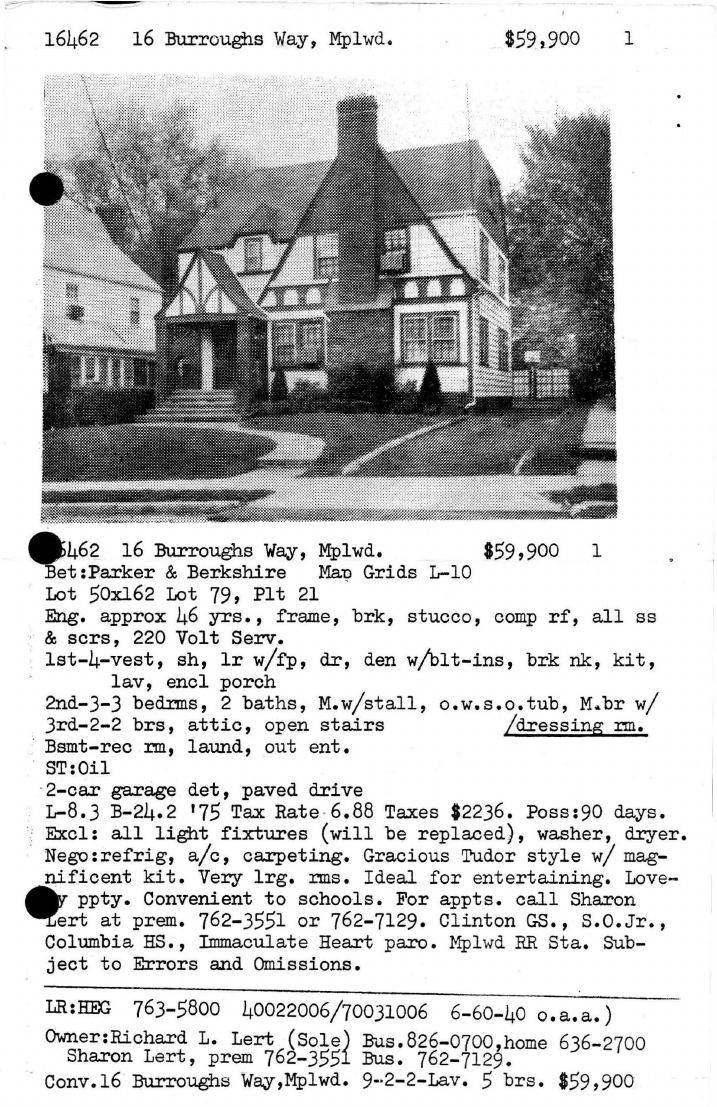 16462 16 Burroughs Way, Mplwd. $59,900 1
6462 16 Burroughs Way, Mplwd. $59,900 1
Bet:Parker & Berkshire Map Grids L-10
Lot 50x162 Lot 79, Plt 21
Eng. approx 46 yrs., frame, brk, stucco, comp rf, all ss
& scrs, 220 Volt Serv.
1st-4-vest, sh, lr w/fp, dr, den w/blt-ins, brk nk, kit,
lav, encl porch
2nd-3-3 bedrms, 2 baths, M.w/stall, o.w.s.o.tub, M.br w/
3rd-2-2 brs, attic, open stairs /dressing rm.
Bsmt-rec rm, laund, out ent.
ST:Oil
2-car garage det, paved drive
L-8.3 B-24.2 '75 Tax Rate 6.88 Taxes $2236. Poss:90 days.
Excl: all light fixtures (will be replaced), washer, dryer.
Nego:refrig, a/c, carpeting. Gracious Tudor style w/ mag-
nificent kit. Very lrg. rms. Ideal for entertaining. Love-
y ppty. Convenient to schools. For appts. call Sharon
Lert at prem. 762-3551 or 762-7129. Clinton GS., S.O.Jr.,
Columbia HS., Immaculate Heart paro. Mplwd RR Sta. Sub-
ject to Errors and Omissions.
LR:HEG 763-5800 40022006/70031006 6-60-40 o.a.a.)
Owner:Richard L. Lert (Sole) Bus.826-0700,home 636-2700
Sharon Lert, prem 762-3551 Bus. 762-7129.
Conv.16 Burroughs Way,Mplwd. 9-2-2-Lav. 5 brs. $59,900